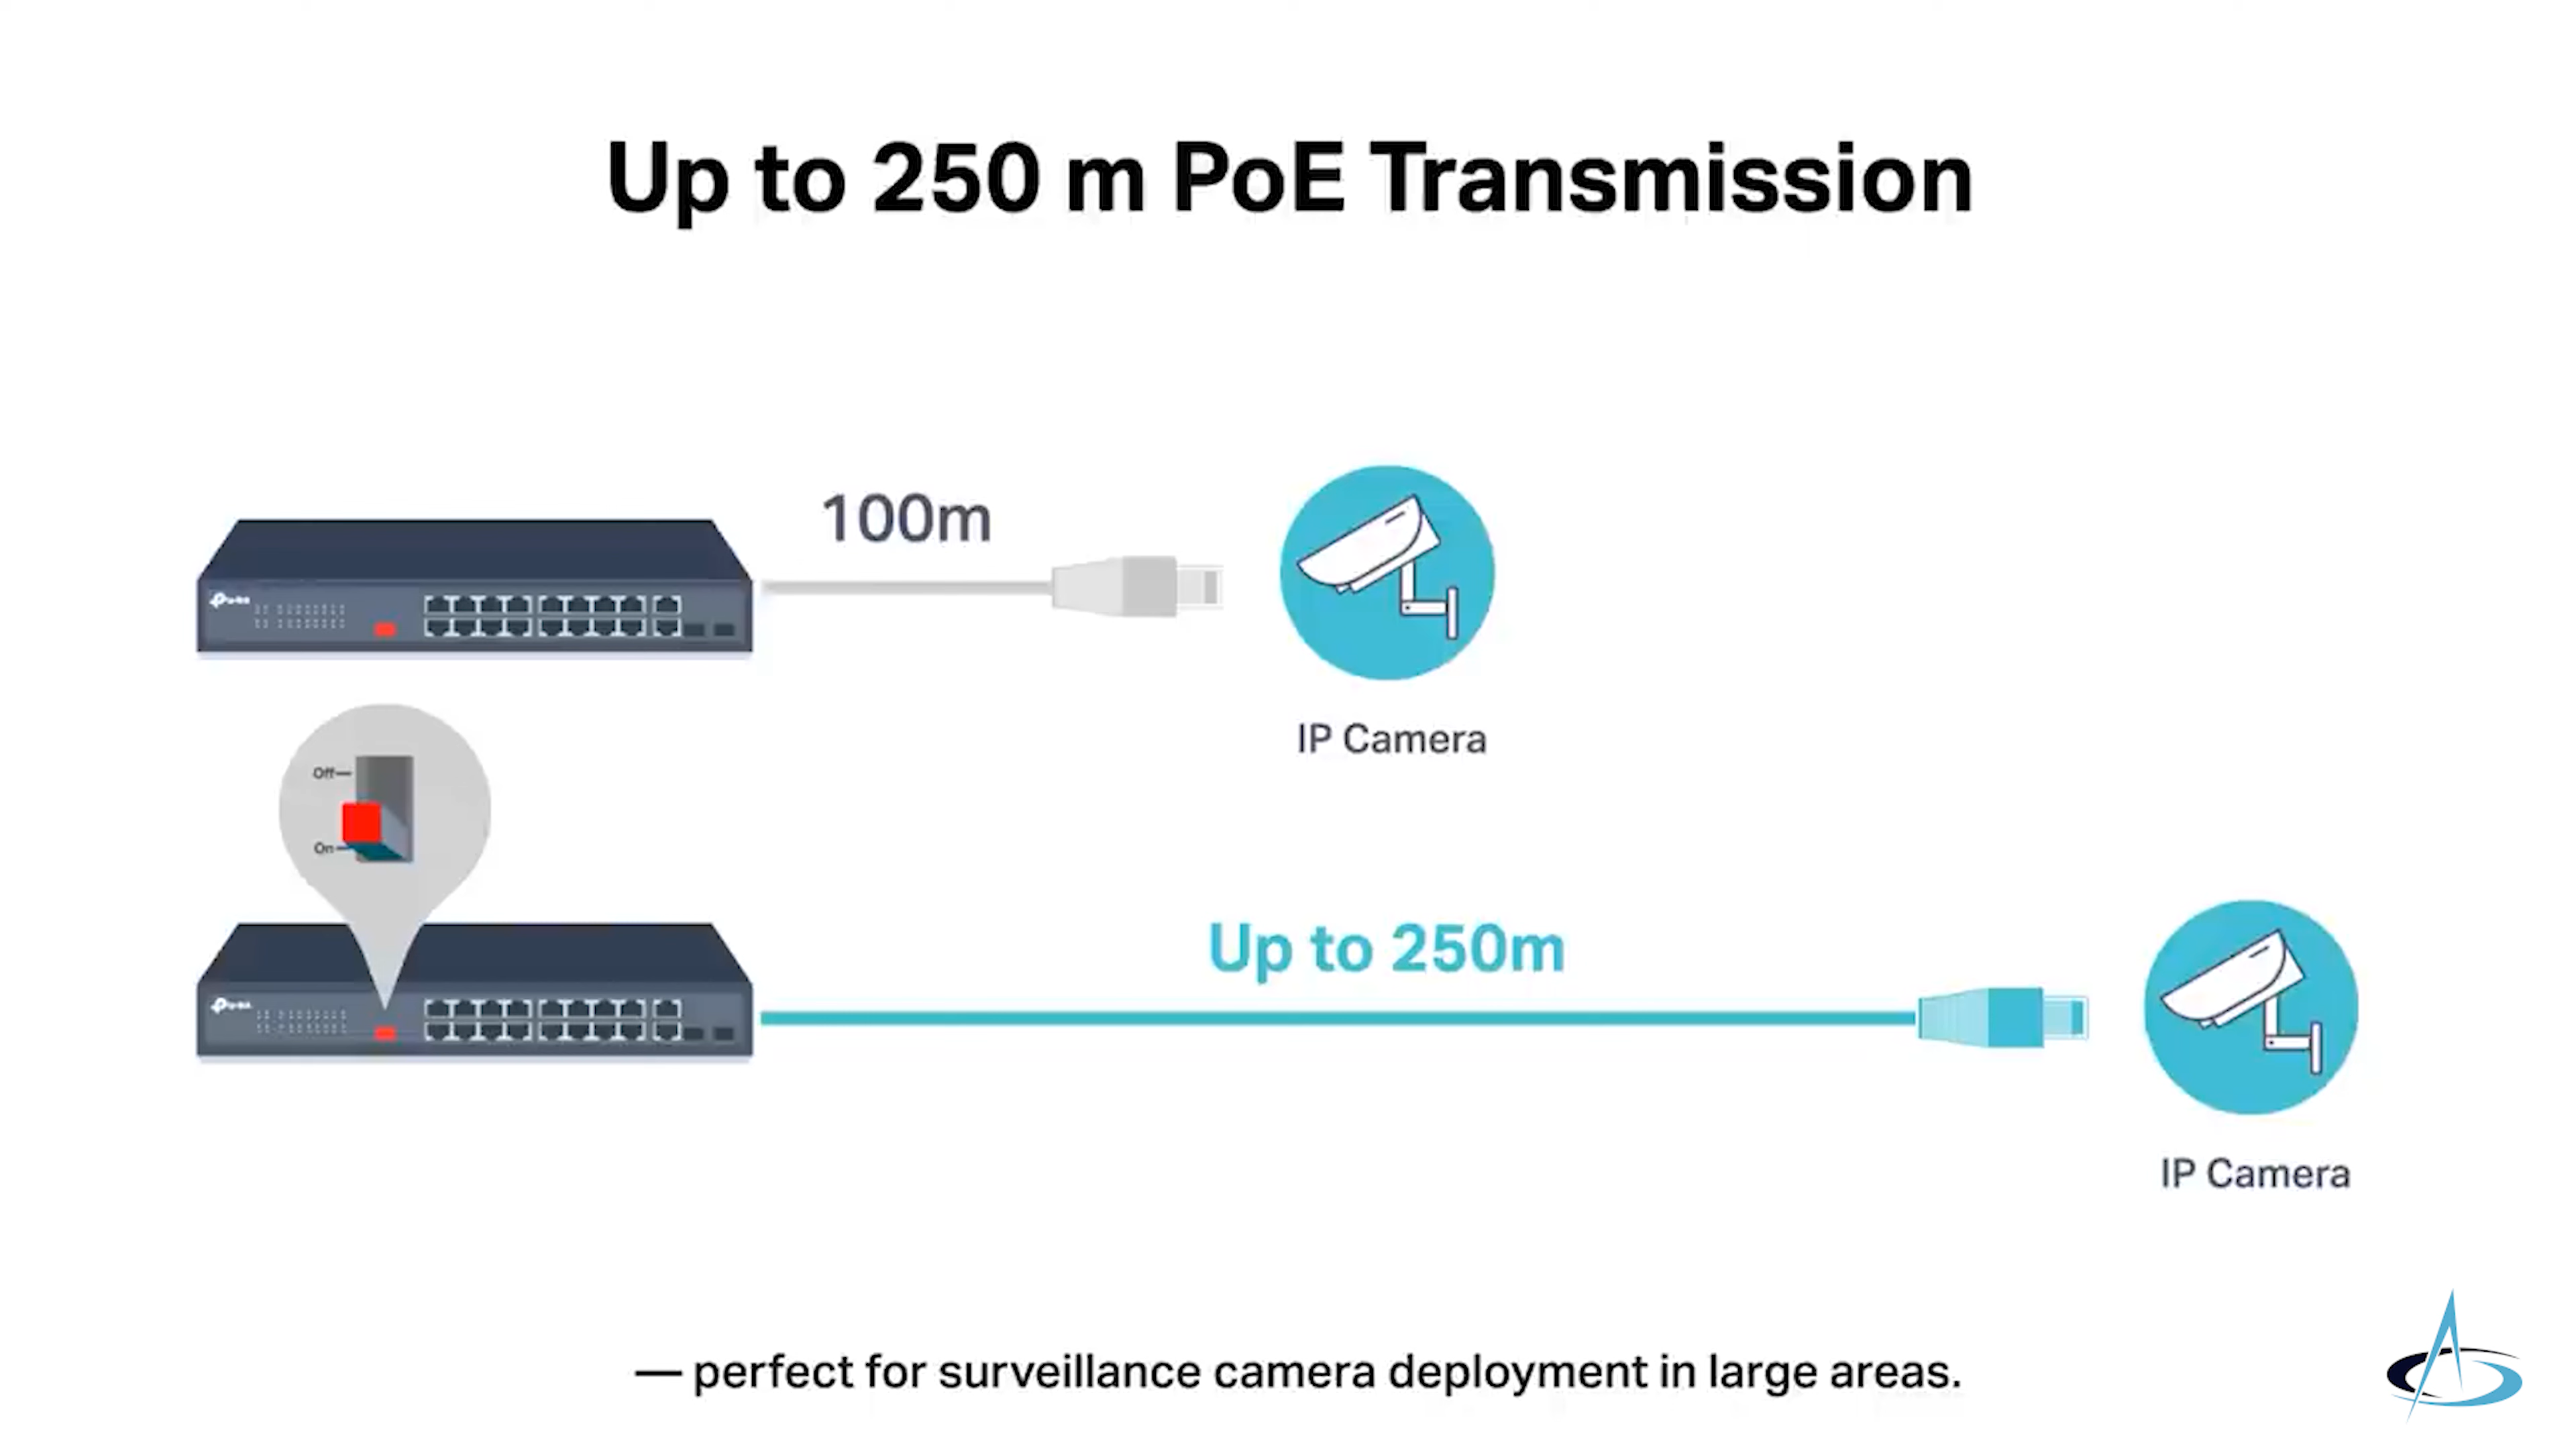 Up to 250 m PoE Transmission
100m
IP Camera
Off
On
Up to 250m
IP Camera
— perfect for surveillance camera deployment in large areas.